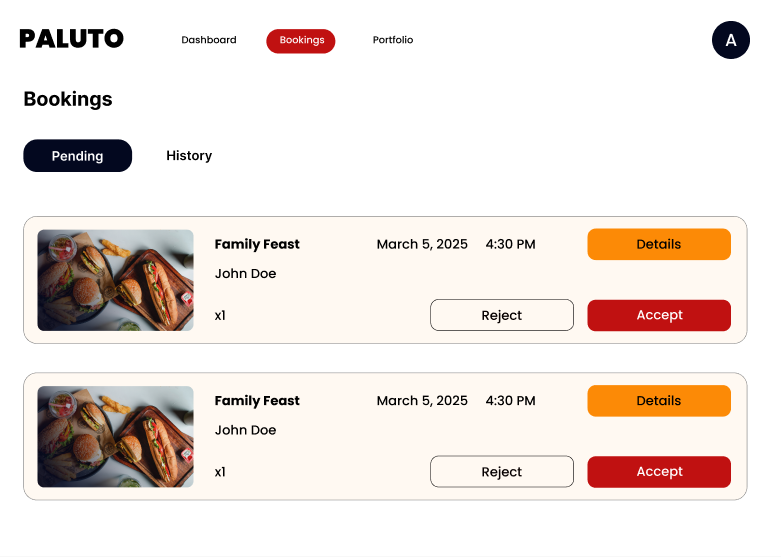 PALUTO Dashboard Bookings Portfolio A
Bookings
Pending History
Family Feast March 5, 2025 4:30 PM Details
John Doe
x1 Reject Accept
Family Feast March 5, 2025 4:30 PM Details
John Doe
x1 Reject Accept